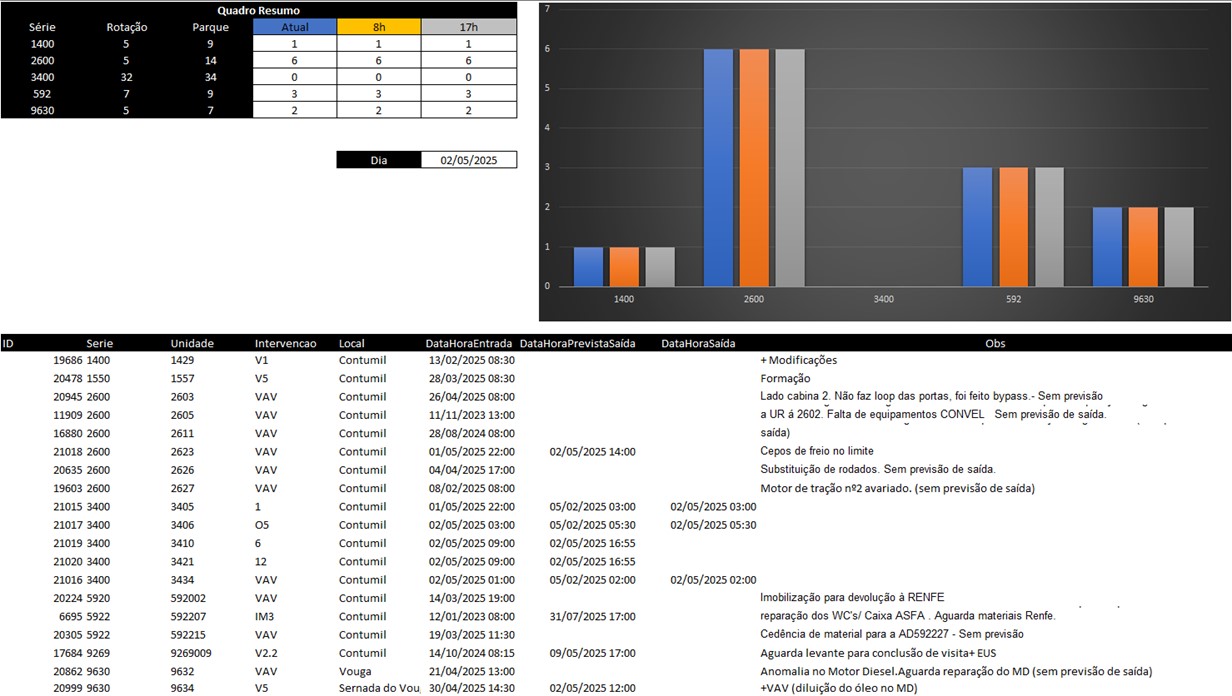 Quadro Resumo
Série Rotação Parque Atual 8h 17h
1400 5 9 1 1 1
2600 5 14 6 6 6
3400 32 34 0 0 0
592 7 9 3 3 3
9630 5 7 2 2 2
Dia 02/05/2025
7
6
5
4
3
2
1
0
1400 2600 3400 592 9630
ID Serie Unidade Intervencao Local DataHoraEntrada DataHoraPrevistaSaída DataHoraSaída Obs
19686 1400 1429 V1 Contumil 13/02/2025 08:30 + Modificações
20478 1550 1557 V5 Contumil 28/03/2025 08:30 Formação
20945 2600 2603 VAV Contumil 26/04/2025 08:00 Lado cabina 2. Não faz loop das portas, foi feito bypass.- Sem previsão
11909 2600 2605 VAV Contumil 11/11/2023 13:00 a UR á 2602. Falta de equipamentos CONVEL Sem previsão de saída.
16880 2600 2611 VAV Contumil 28/08/2024 08:00 saída)
21018 2600 2623 VAV Contumil 01/05/2025 22:00 02/05/2025 14:00 Cepos de freio no limite
20635 2600 2626 VAV Contumil 04/04/2025 17:00 Substituição de rodados. Sem previsão de saída.
19603 2600 2627 VAV Contumil 08/02/2025 08:00 Motor de tração nº2 avariado. (sem previsão de saída)
21015 3400 3405 1 Contumil 01/05/2025 22:00 05/02/2025 03:00 02/05/2025 03:00
21017 3400 3406 O5 Contumil 02/05/2025 03:00 05/02/2025 05:30 02/05/2025 05:30
21019 3400 3410 6 Contumil 02/05/2025 09:00 02/05/2025 16:55
21020 3400 3421 12 Contumil 02/05/2025 09:00 02/05/2025 16:55
21016 3400 3434 VAV Contumil 02/05/2025 01:00 05/02/2025 02:00 02/05/2025 02:00
20224 5920 592002 VAV Contumil 14/03/2025 19:00 Imobilização para devolução à RENFE
6695 5922 592207 IM3 Contumil 12/01/2023 08:00 31/07/2025 17:00 reparação dos WC's/ Caixa ASFA . Aguarda materiais Renfe.
20305 5922 592215 VAV Contumil 19/03/2025 11:30 Cedência de material para a AD592227 - Sem previsão
17684 9269 9269009 V2.2 Contumil 14/10/2024 08:15 09/05/2025 17:00 Aguarda levante para conclusão de visita+ EUS
20862 9630 9632 VAV Vouga 21/04/2025 13:00 Anomalia no Motor Diesel.Aguarda reparação do MD (sem previsão de saída)
20999 9630 9634 V5 Sernada do Vou 30/04/2025 14:30 02/05/2025 12:00 +VAV (diluição do óleo no MD)